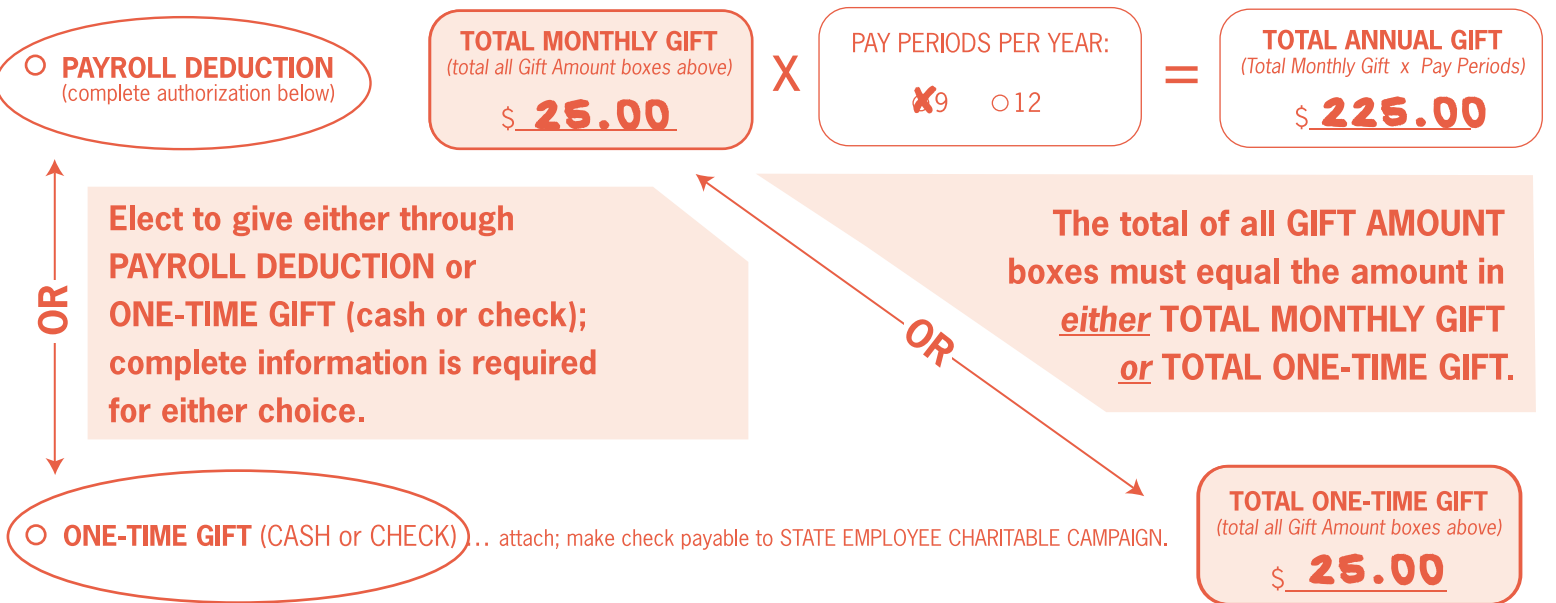 PAYROLL DEDUCTION
(complete authorization below)
TOTAL MONTHLY GIFT
(total all Gift Amount boxes above)
$ 25.00
X
PAY PERIODS PER YEAR:
X9 ○12
=
TOTAL ANNUAL GIFT
(Total Monthly Gift x Pay Periods)
$ 225.00
OR
Elect to give either through
PAYROLL DEDUCTION or
ONE-TIME GIFT (cash or check);
complete information is required
for either choice.
OR
The total of all GIFT AMOUNT
boxes must equal the amount in
either TOTAL MONTHLY GIFT
or TOTAL ONE-TIME GIFT.
ONE-TIME GIFT (CASH or CHECK)... attach; make check payable to STATE EMPLOYEE CHARITABLE CAMPAIGN.
TOTAL ONE-TIME GIFT
(total all Gift Amount boxes above)
$ 25.00